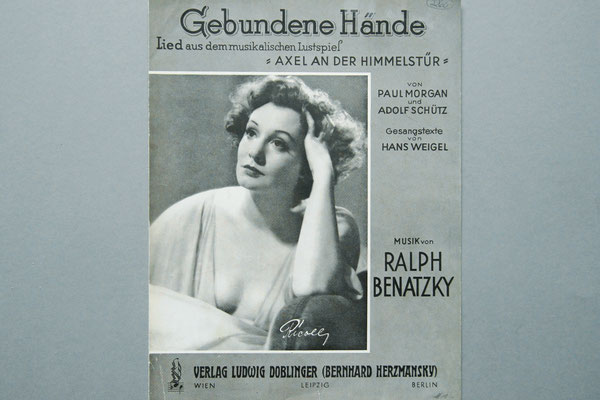 Gebundene Hände
Lied aus dem musikalischen Lustspiel
"AXEL AN DER HIMMELSTŰR"
von
PAUL MORGAN
und
ADOLF SCHÜTZ
Gesangstexte
von
HANS WEIGEL
MUSIK von
RALPH
BENATZKY
VERLAG LUDWIG DOBLINGER (BERNHARD HERZMANSKY)
WIEN LEIPZIG BERLIN